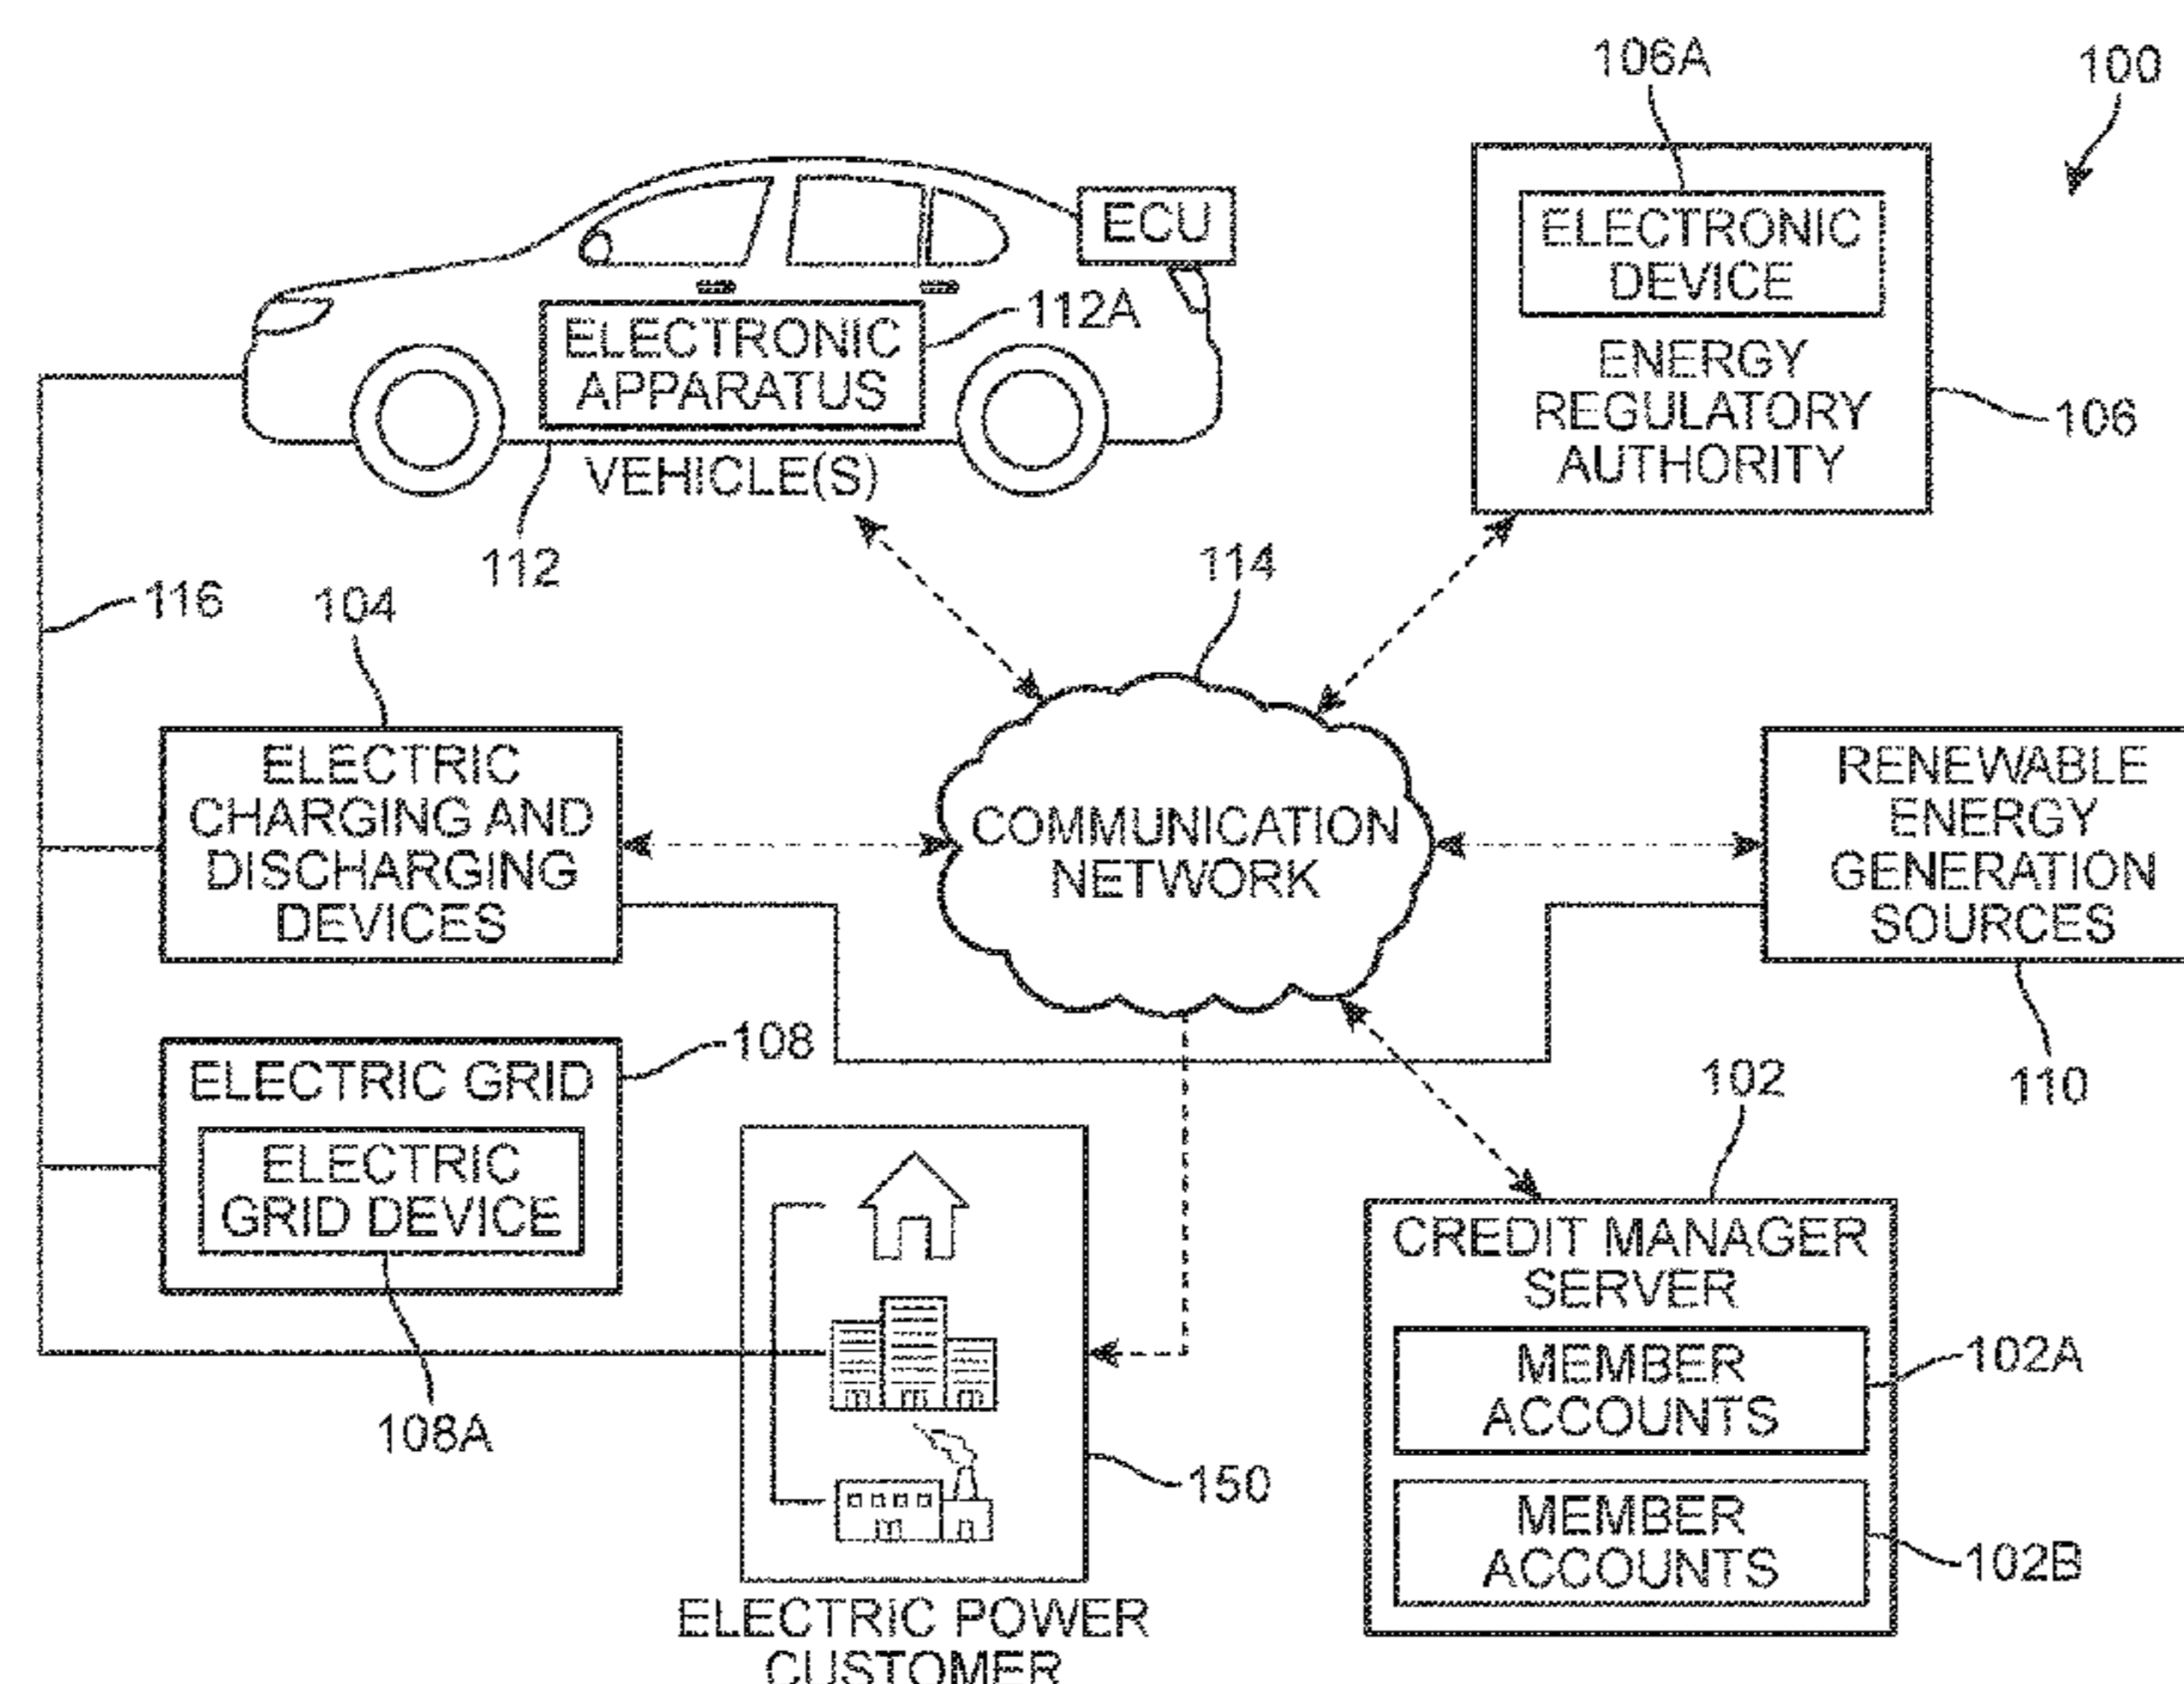 106A
100
ECU
ELECTRONIC
DEVICE
112A
ELECTRONIC
APPARATUS
ENERGY
REGULATORY
AUTHORITY
106
VEHICLE(S)
112
114
116
104
ELECTRIC
CHARGING AND
DISCHARGING
DEVICES
COMMUNICATION
NETWORK
RENEWABLE
ENERGY
GENERATION
SOURCES
108
ELECTRIC GRID
110
102
ELECTRIC
GRID DEVICE
CREDIT MANAGER
SERVER
MEMBER
ACCOUNTS
102A
108A
150
MEMBER
ACCOUNTS
102B
ELECTRIC POWER
CUSTOMER